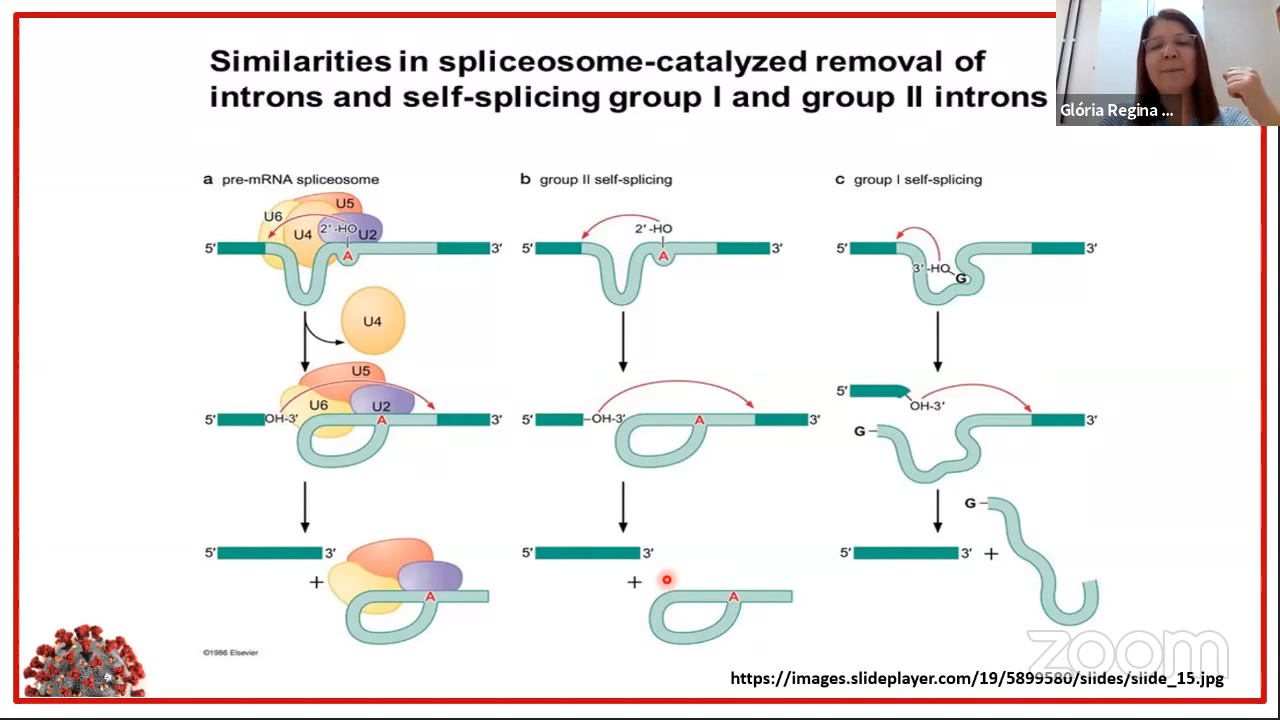 Similarities in spliceosome-catalyzed removal of
introns and self-splicing group I and group II introns
Glória Regina ...
a pre-mRNA spliceosome
U5
U6
U4
2′-HO
U2
5′
A
3′
U4
U5
U6
U2
5′
OH-3′
A
3′
5′
3′
+
A
b group II self-splicing
2′-HO
5′
A
3′
5′
OH-3′
A
3′
5′
3′
+
A
c group I self-splicing
5′
3′
3′-HO
G
5′
OH-3′
3′
G
G
5′
3′
+
©1986 Elsevier
zoom
https://images.slideplayer.com/19/5899580/slides/slide_15.jpg